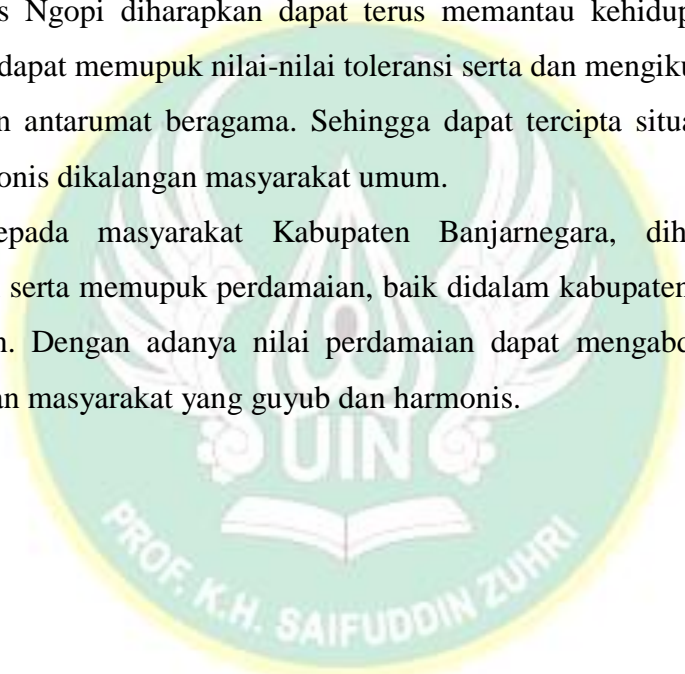 s Ngopi diharapkan dapat terus memantau kehidup
dapat memupuk nilai-nilai toleransi serta dan mengiku
n antarumat beragama. Sehingga dapat tercipta situa
onis dikalangan masyarakat umum.
epada masyarakat Kabupaten Banjarnegara, dih
serta memupuk perdamaian, baik didalam kabupaten
n. Dengan adanya nilai perdamaian dapat mengabd
an masyarakat yang guyub dan harmonis.
UIN
PROF. K.H. SAIFUDDIN ZUHRI